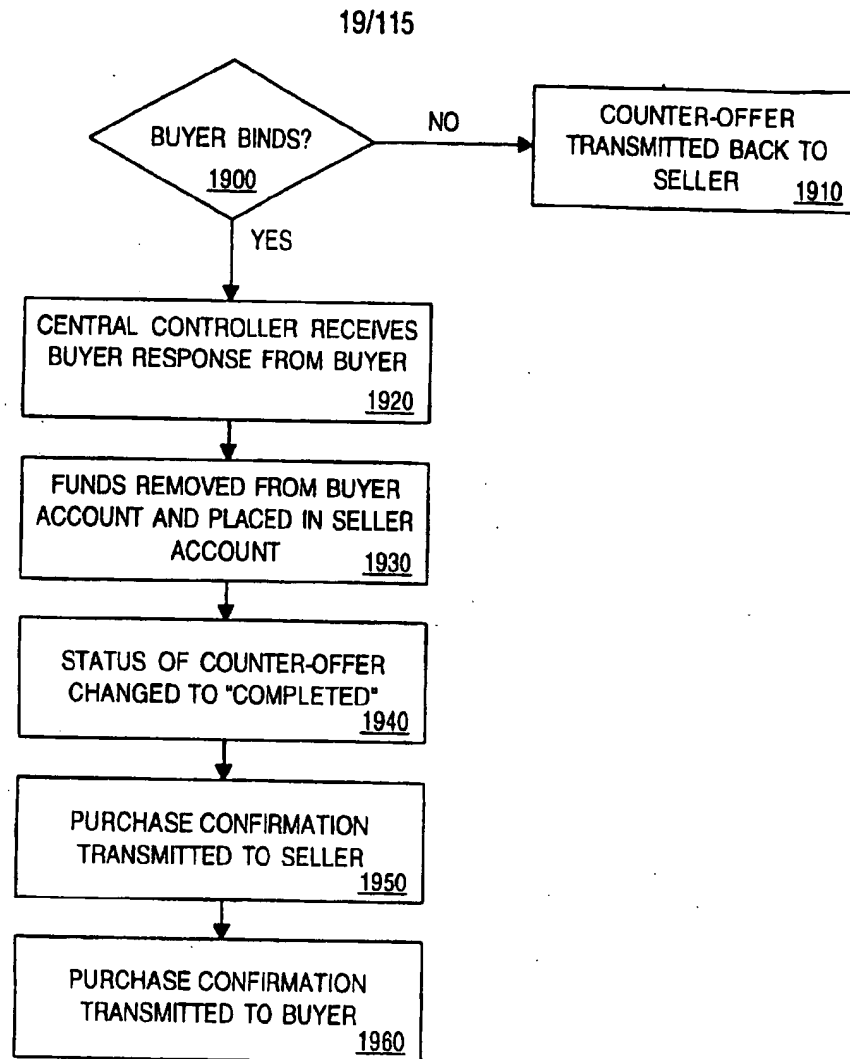 19/115
BUYER BINDS?
1900
NO
COUNTER-OFFER
TRANSMITTED BACK TO
SELLER
1910
YES
CENTRAL CONTROLLER RECEIVES
BUYER RESPONSE FROM BUYER
1920
FUNDS REMOVED FROM BUYER
ACCOUNT AND PLACED IN SELLER
ACCOUNT
1930
STATUS OF COUNTER-OFFER
CHANGED TO "COMPLETED"
1940
PURCHASE CONFIRMATION
TRANSMITTED TO SELLER
1950
PURCHASE CONFIRMATION
TRANSMITTED TO BUYER
1960